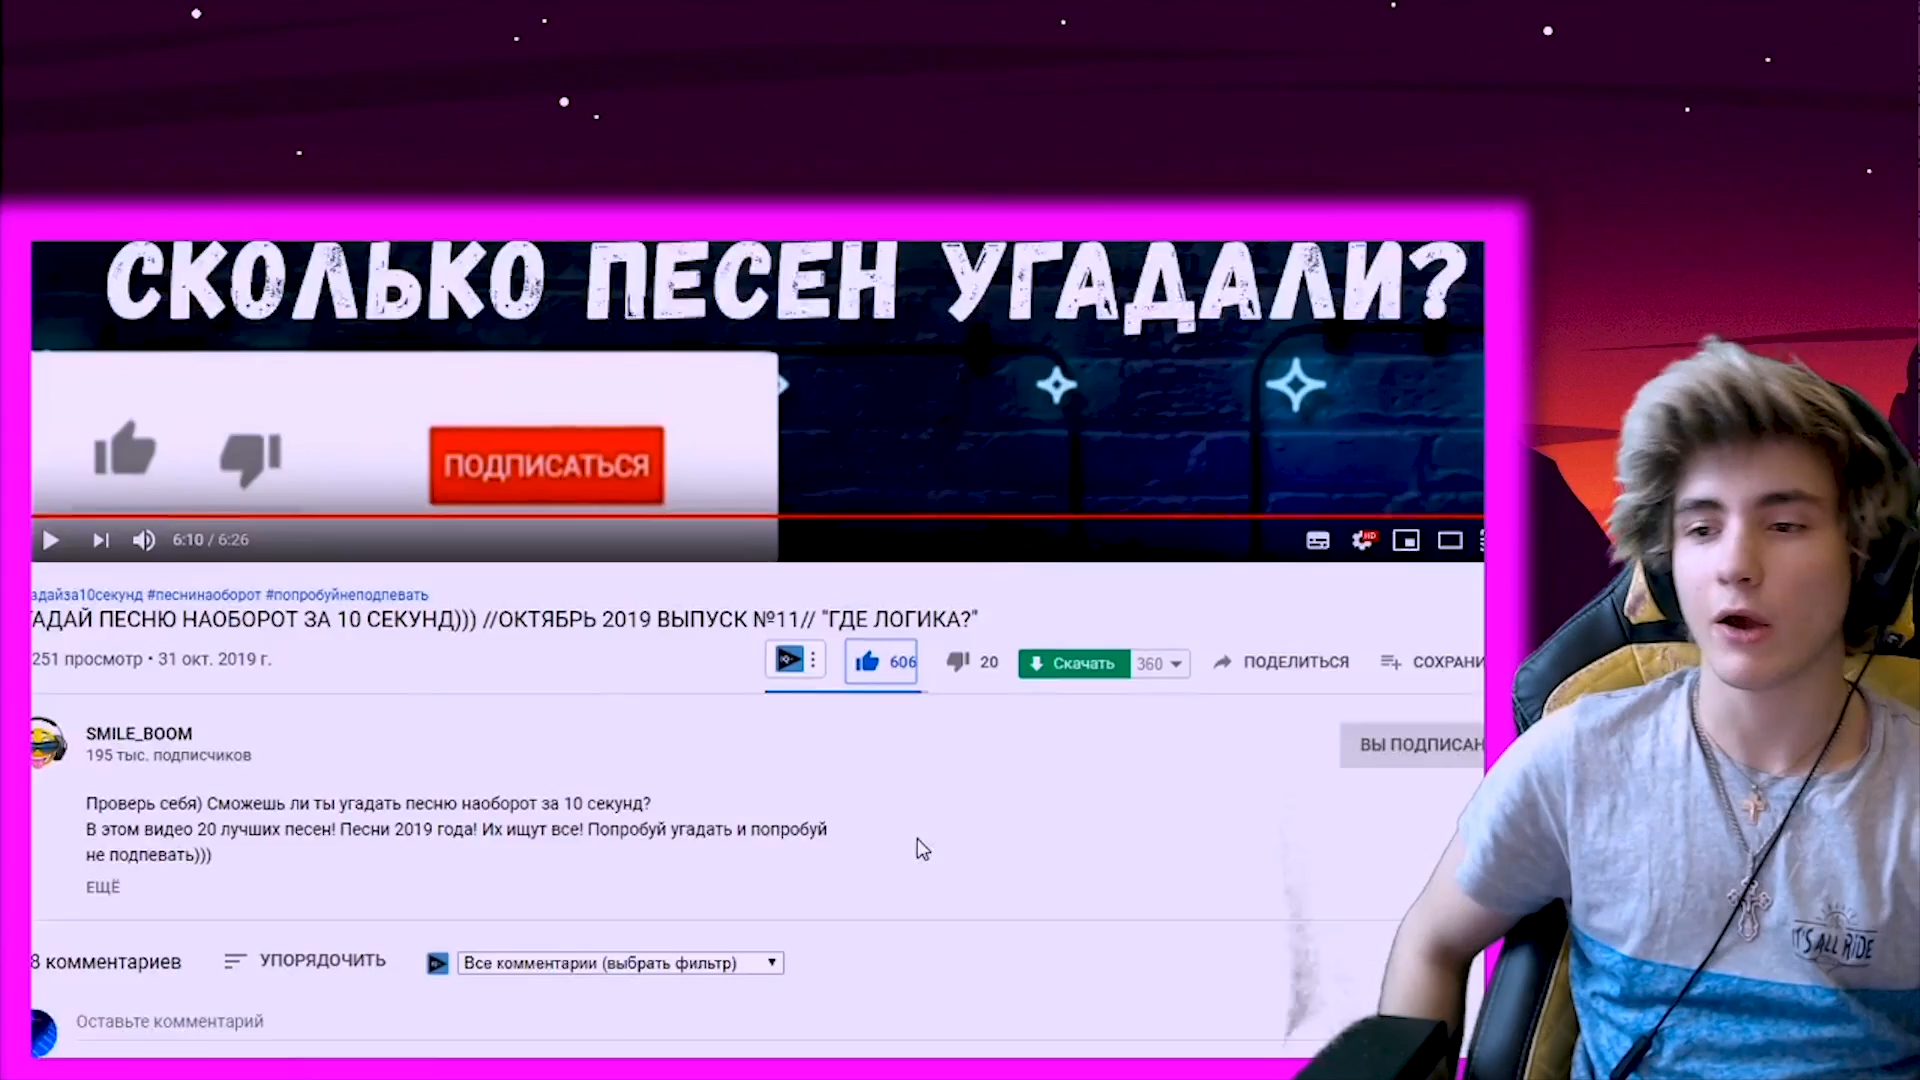 СКОЛЬКО ПЕСЕН УГАДАЛИ?
ПОДПИСАТЬСЯ
6:10 / 6:26
HD
адайза10секунд #песнинаоборот #попробуйнеподпевать
АДАЙ ПЕСНЮ НАОБОРОТ ЗА 10 СЕКУНД))) //ОКТЯБРЬ 2019 ВЫПУСК №11// "ГДЕ ЛОГИКА?"
251 просмотр • 31 окт. 2019 г.
606
20
Скачать
360
ПОДЕЛИТЬСЯ
СОХРАНИ
SMILE_BOOM
195 тыс. подписчиков
ВЫ ПОДПИСАН
Проверь себя) Сможешь ли ты угадать песню наоборот за 10 секунд?
В этом видео 20 лучших песен! Песни 2019 года! Их ищут все! Попробуй угадать и попробуй
не подпевать)))
ЕЩЁ
8 комментариев
УПОРЯДОЧИТЬ
Все комментарии (выбрать фильтр)
Оставьте комментарий
IT'S ALL RIDE